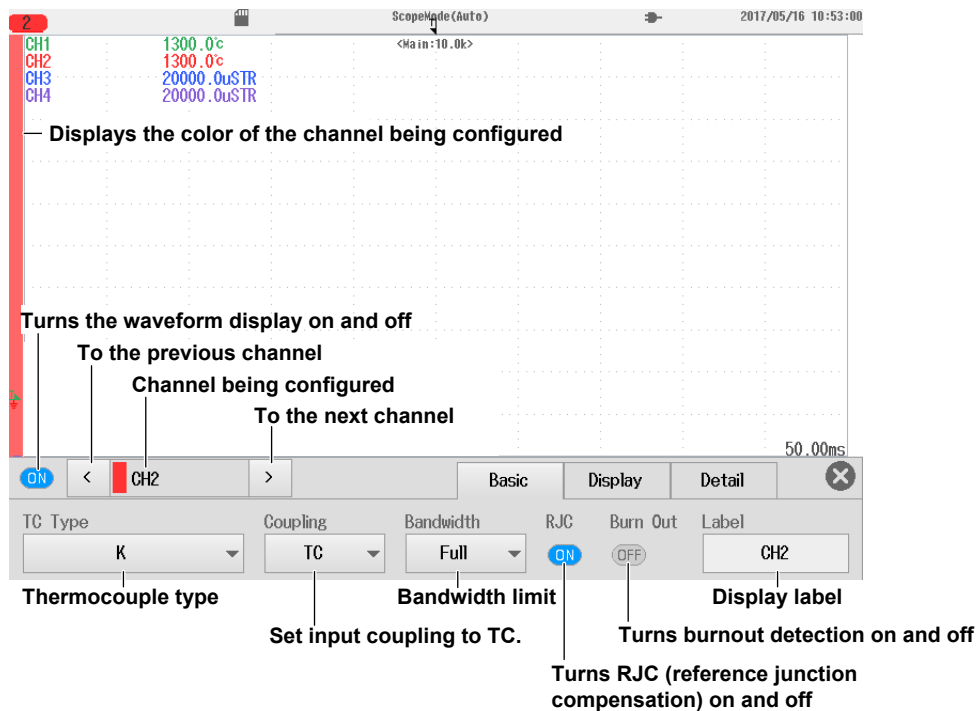 2 ScopeMode(Auto) 2017/05/16 10:53:00
CH1 1300.0℃ <Main:10.0k>
CH2 1300.0℃
CH3 20000.0uSTR
CH4 20000.0uSTR
Displays the color of the channel being configured
Turns the waveform display on and off
To the previous channel
Channel being configured
To the next channel
50.00ms
ON < CH2 > Basic Display Detail
TC Type Coupling Bandwidth RJC Burn Out Label
K TC Full ON OFF CH2
Thermocouple type Bandwidth limit Display label
Set input coupling to TC. Turns burnout detection on and off
Turns RJC (reference junction
compensation) on and off